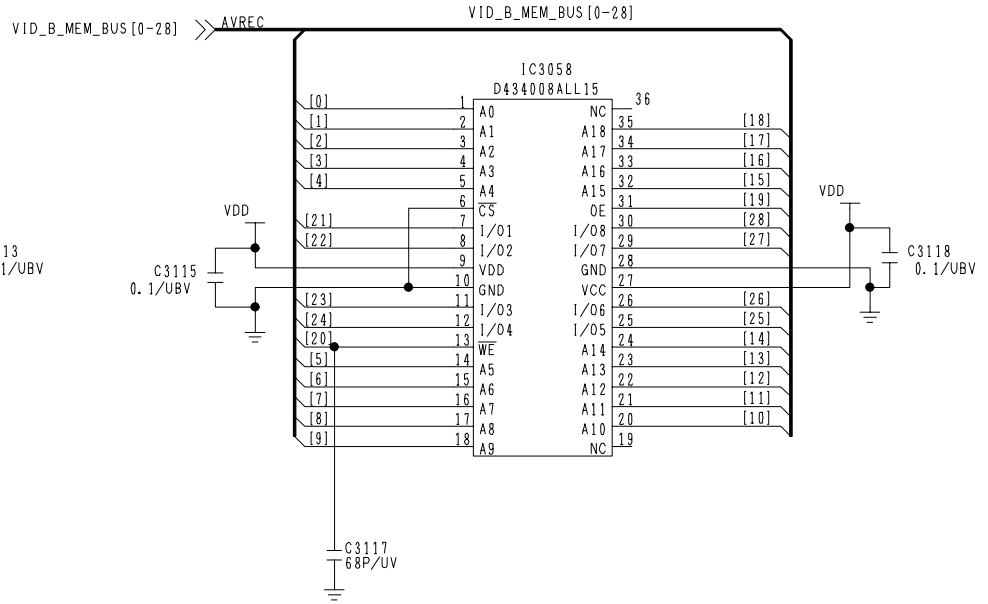 VID_B_MEM_BUS[0-28]
AVREC
VID_B_MEM_BUS[0-28]
IC3058
D434008ALL15
[0] 1 A0 NC 36
[1] 2 A1 A18 35 [18]
[2] 3 A2 A17 34 [17]
[3] 4 A3 A16 33 [16]
[4] 5 A4 A15 32 [15]
6 CS OE 31 [19]
[21] 7 I/O1 I/O8 30 [28]
[22] 8 I/O2 I/O7 29 [27]
9 VDD GND 28
10 GND VCC 27
[23] 11 I/O3 I/O6 26 [26]
[24] 12 I/O4 I/O5 25 [25]
[20] 13 WE A14 24 [14]
[5] 14 A5 A13 23 [13]
[6] 15 A6 A12 22 [12]
[7] 16 A7 A11 21 [11]
[8] 17 A8 A10 20 [10]
[9] 18 A9 NC 19
VDD
VDD
13
1/UBV
C3115
0.1/UBV
C3118
0.1/UBV
C3117
68P/UV